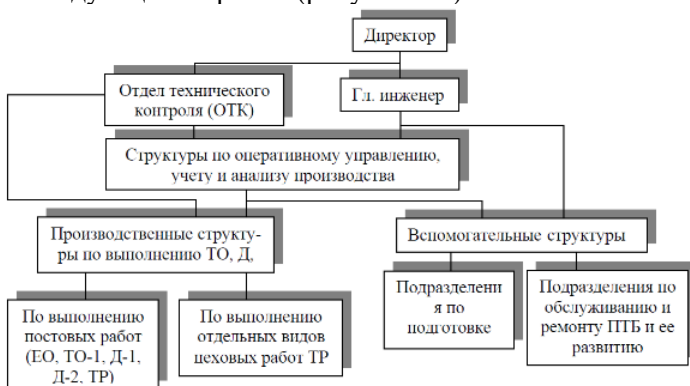 Директор
Отдел технического
контроля (ОТК)
Гл. инженер
Структуры по оперативному управлению,
учету и анализу производства
Производственные структу-
ры по выполнению ТО, Д,
Вспомогательные структуры
По выполнению
постовых работ
(ЕО, ТО-1, Д-1,
Д-2, ТР)
По выполнению
отдельных видов
цеховых работ ТР
Подразделени
я по
подготовке
Подразделения по
обслуживанию и
ремонту ПТБ и ее
развитию